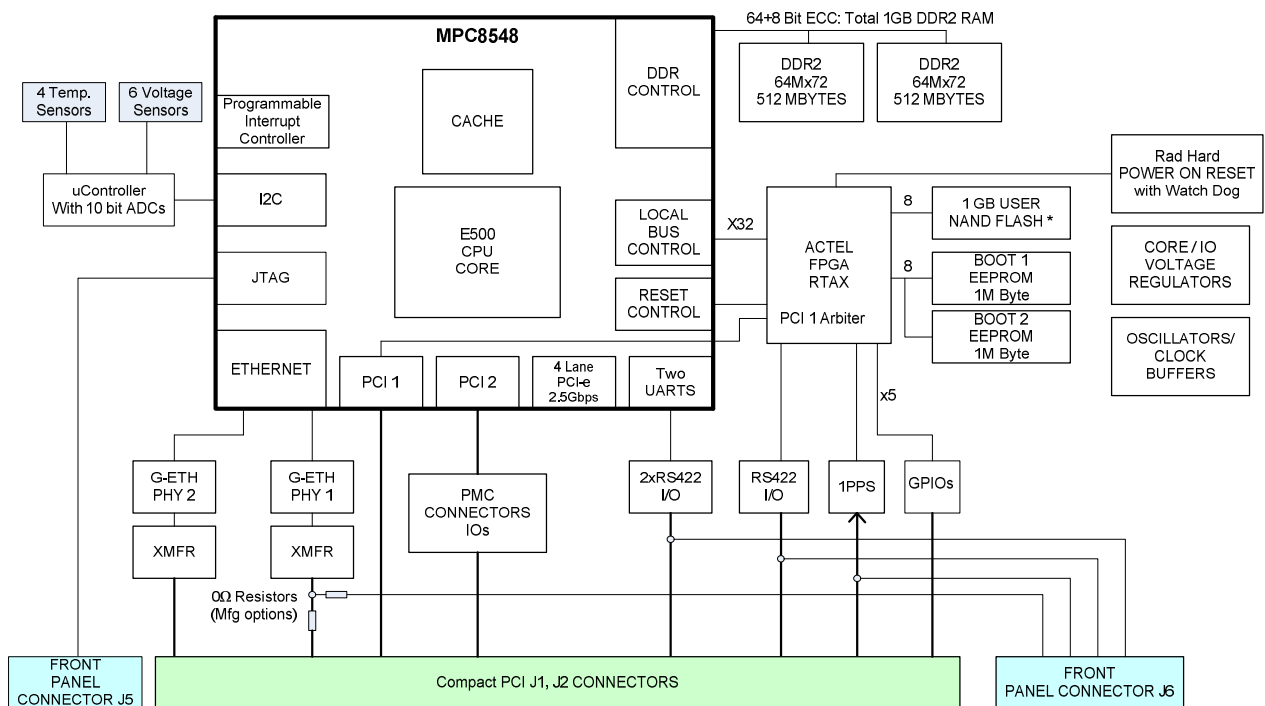 64+8 Bit ECC: Total 1GB DDR2 RAM
MPC8548
DDR
CONTROL
DDR2
64Mx72
512 MBYTES
DDR2
64Mx72
512 MBYTES
4 Temp.
Sensors
6 Voltage
Sensors
Programmable
Interrupt
Controller
CACHE
uController
With 10 bit ADCs
I2C
E500
CPU
CORE
LOCAL
BUS
CONTROL
X32
ACTEL
FPGA
RTAX
PCI 1 Arbiter
8
1 GB USER
NAND FLASH *
Rad Hard
POWER ON RESET
with Watch Dog
JTAG
RESET
CONTROL
8
BOOT 1
EEPROM
1M Byte
BOOT 2
EEPROM
1M Byte
CORE / IO
VOLTAGE
REGULATORS
OSCILLATORS/
CLOCK
BUFFERS
ETHERNET
PCI 1
PCI 2
4 Lane
PCI-e
2.5Gbps
Two
UARTS
x5
G-ETH
PHY 2
G-ETH
PHY 1
PMC
CONNECTORS
IOs
2xRS422
I/O
RS422
I/O
1PPS
GPIOs
XMFR
XMFR
0Ω Resistors
(Mfg options)
FRONT
PANEL
CONNECTOR J5
Compact PCI J1, J2 CONNECTORS
FRONT
PANEL CONNECTOR J6